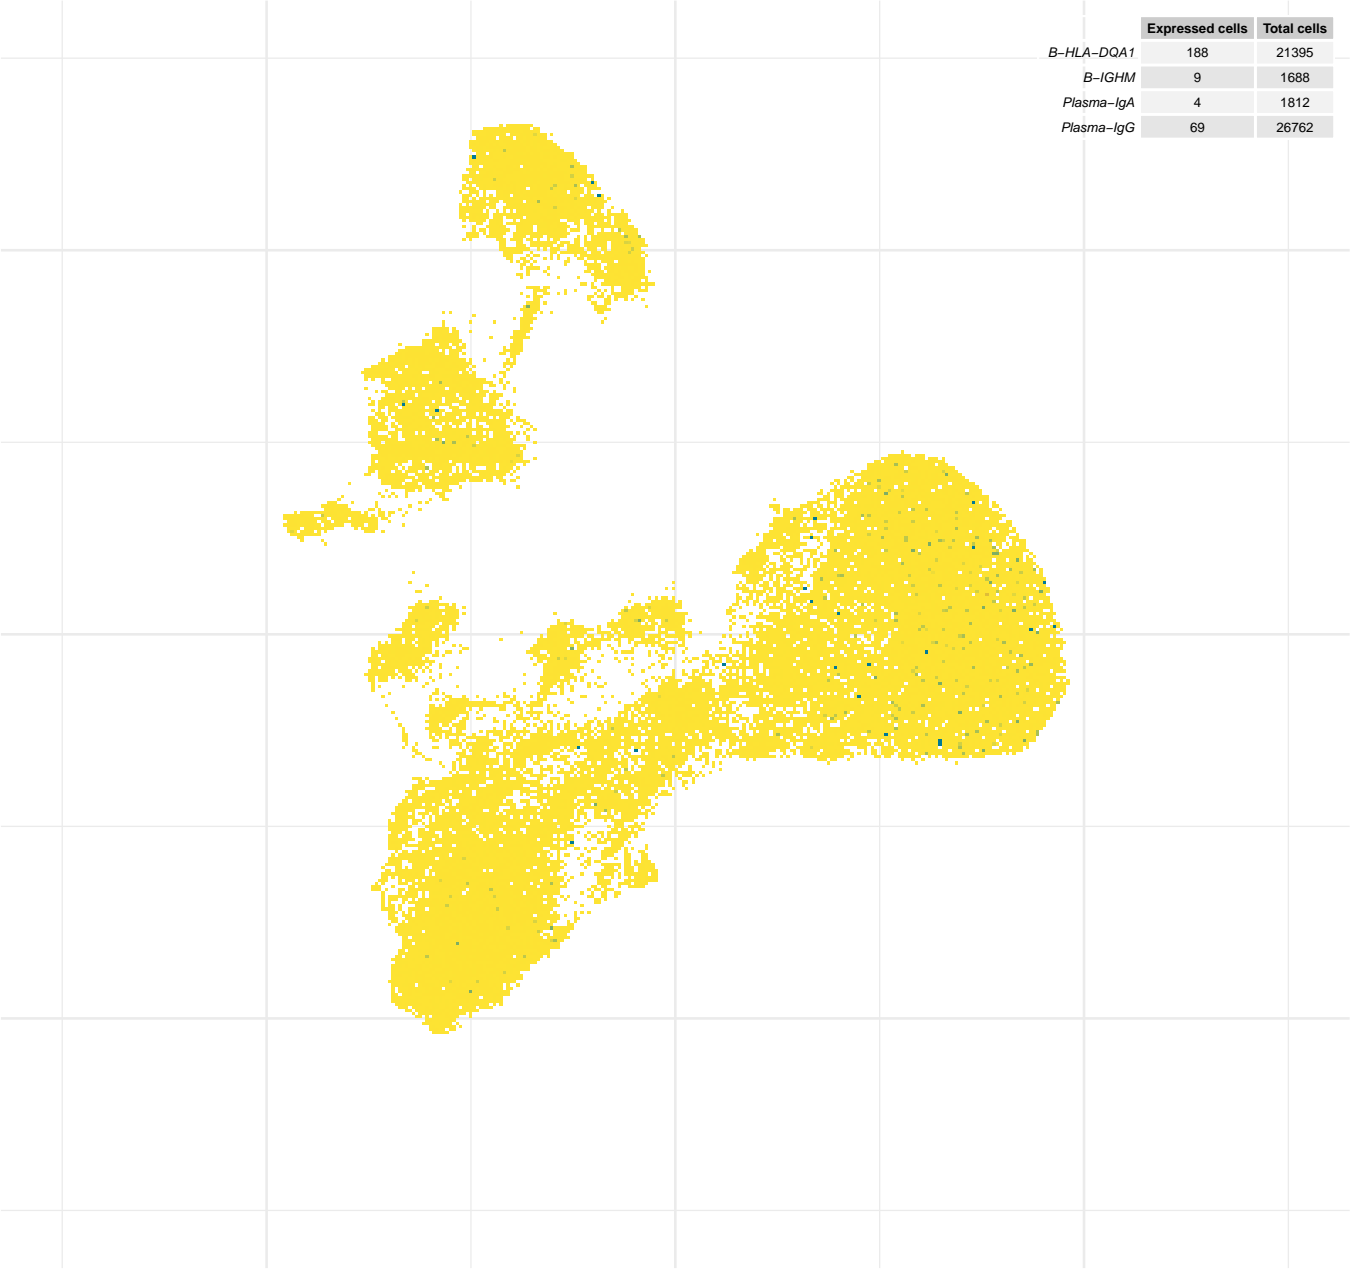 Expressed cells Total cells
B−HLA−DQA1 188 21395
B−IGHM 9 1688
Plasma−IgA 4 1812
Plasma−IgG 69 26762